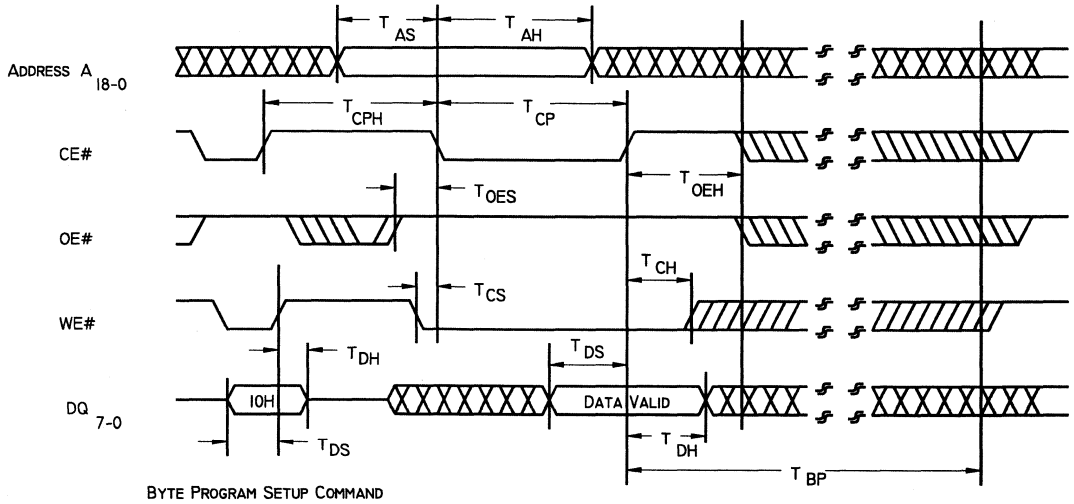 T AS
T AH
ADDRESS A 18-0
T CPH
T CP
CE#
T OES
T OEH
OE#
T CH
T CS
WE#
T DH
T DS
10H
DATA VALID
DQ 7-0
T DS
T DH
T BP
BYTE PROGRAM SETUP COMMAND